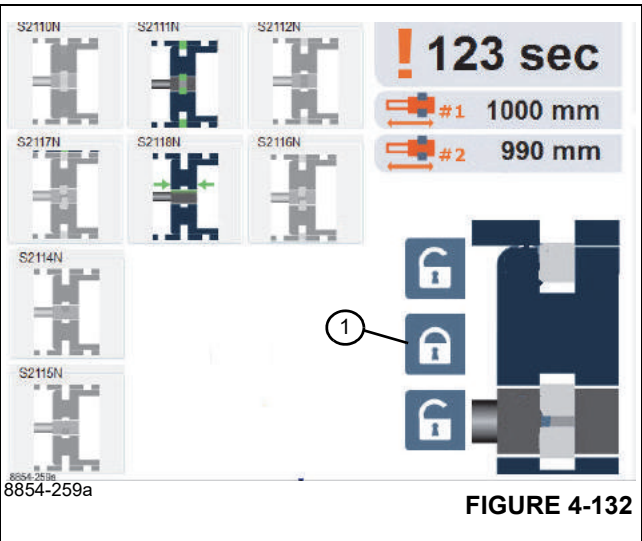 S2110N S2111N S2112N
123 sec
#1 1000 mm
#2 990 mm
S2117N S2118N S2116N
S2114N
1
S2115N
8854-259a
8854-259a
FIGURE 4-132